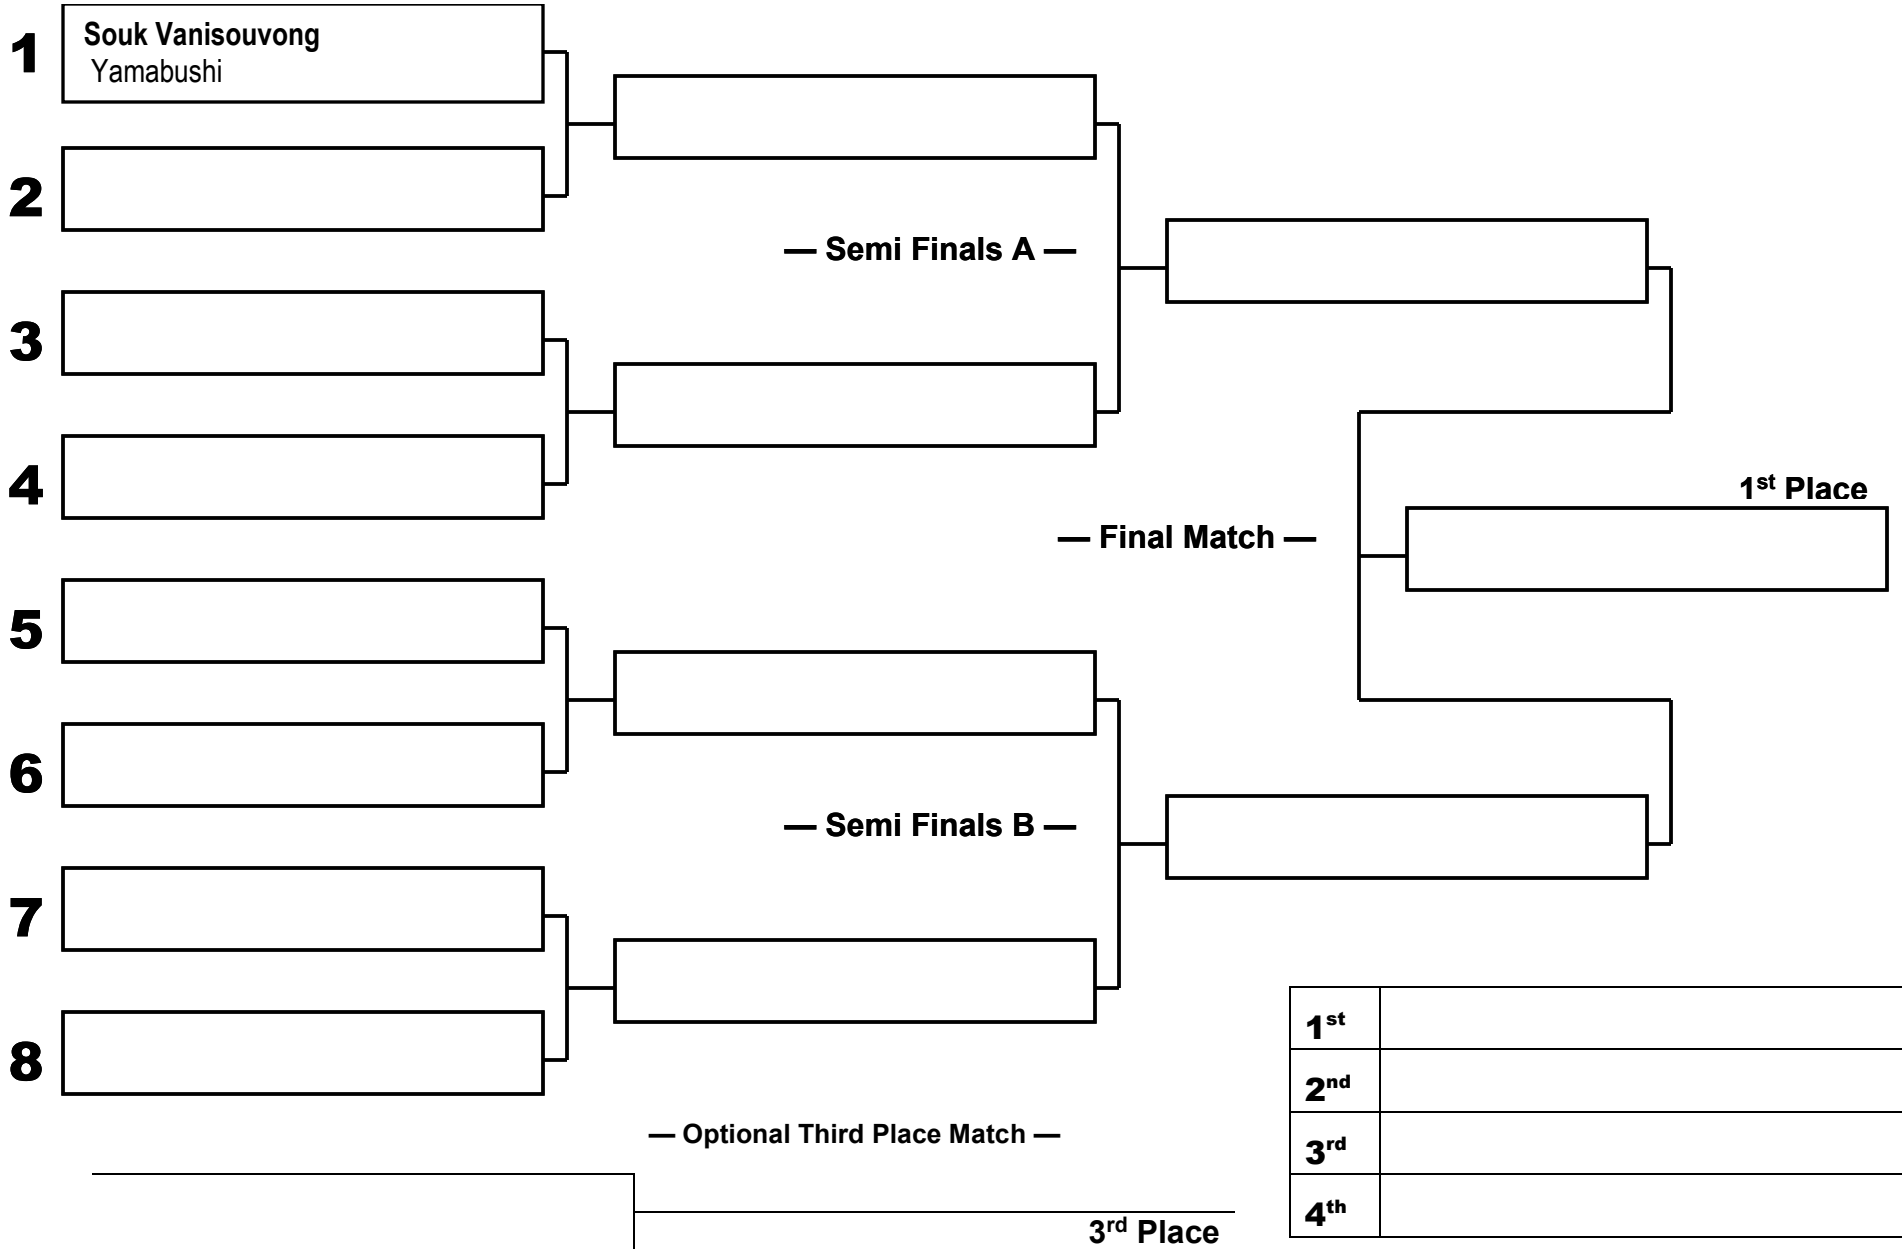 1
Souk Vanisouvong
Yamabushi
2
— Semi Finals A —
3
4
1st Place
— Final Match —
5
6
— Semi Finals B —
7
8
1st
2nd
3rd
4th
— Optional Third Place Match —
3rd Place